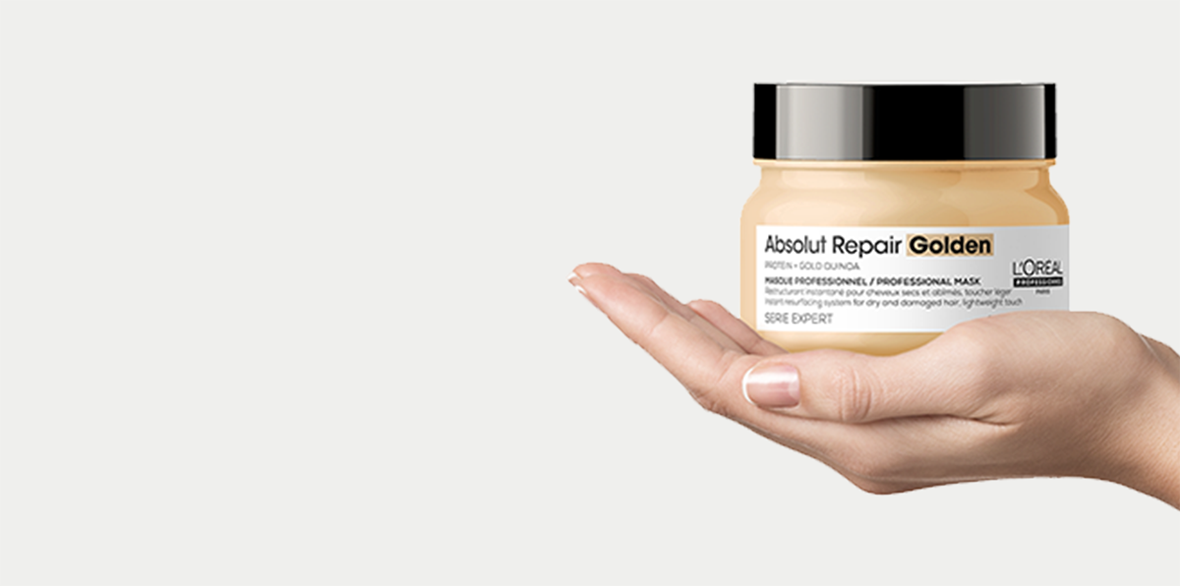 Absolut Repair Golden
PROTEIN + GOLD QUINOA
MASQUE PROFESSIONNEL / PROFESSIONAL MASK
Restructurant instantané pour cheveux secs et abîmés, toucher léger
Instant resurfacing system for dry and damaged hair, lightweight touch
SERIE EXPERT
L'ORÉAL
PROFESSIONNEL
PARIS